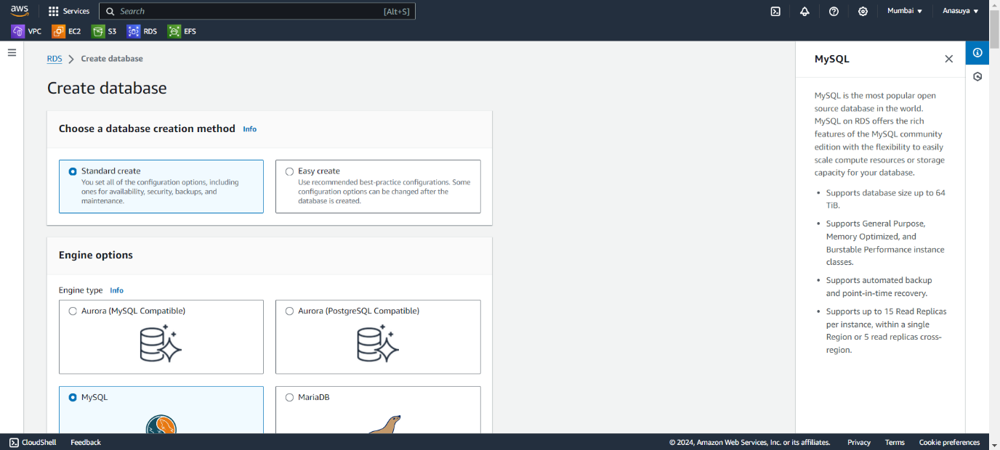 aws
Services
Search
[Alt+S]
Mumbai
Anasuya
VPC
EC2
S3
RDS
EFS
RDS
Create database
Create database
Choose a database creation method Info
Standard create
You set all of the configuration options, including
ones for availability, security, backups, and
maintenance.
Easy create
Use recommended best-practice configurations. Some
configuration options can be changed after the
database is created.
Engine options
Engine type Info
Aurora (MySQL Compatible)
Aurora (PostgreSQL Compatible)
MySQL
MariaDB
MySQL
MySQL is the most popular open
source database in the world.
MySQL on RDS offers the rich
features of the MySQL community
edition with the flexibility to easily
scale compute resources or storage
capacity for your database.
• Supports database size up to 64
TiB.
• Supports General Purpose,
Memory Optimized, and
Burstable Performance instance
classes.
• Supports automated backup
and point-in-time recovery.
• Supports up to 15 Read Replicas
per instance, within a single
Region or 5 read replicas cross-
region.
CloudShell
Feedback
© 2024, Amazon Web Services, Inc. or its affiliates.
Privacy
Terms
Cookie preferences